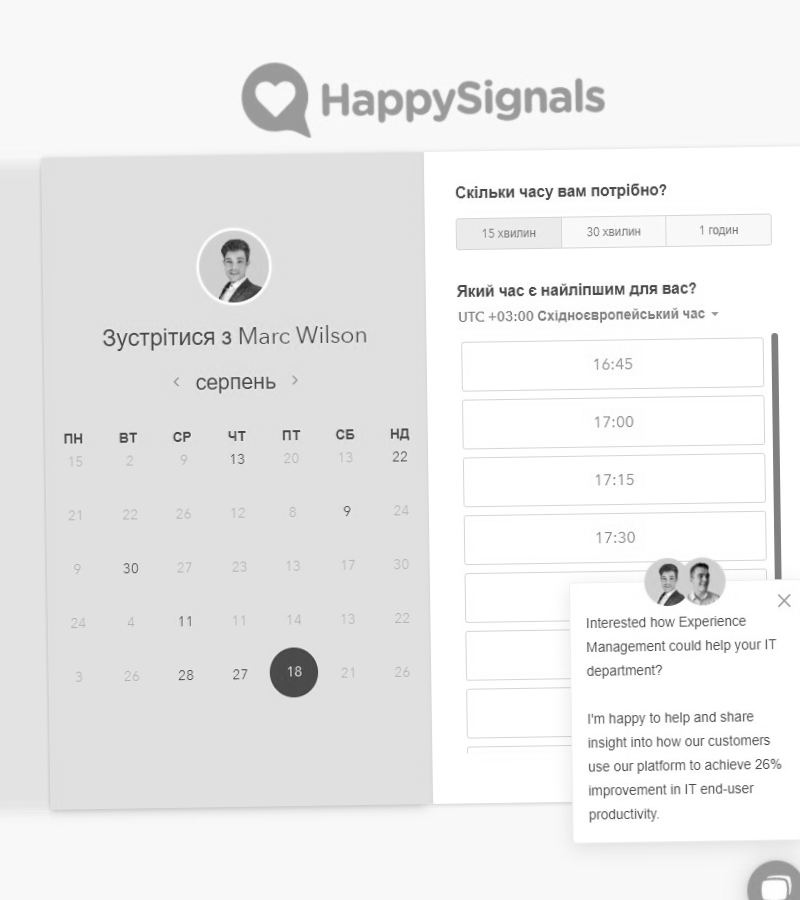 HappySignals
Зустрітися з Marc Wilson
серпень
ПН ВТ СР ЧТ ПТ СБ НД
15 2 9 13 20 13 22
21 22 26 12 8 9 24
9 30 27 23 13 17 30
24 4 11 11 14 13 22
3 26 28 27 18 21 26
Скільки часу вам потрібно?
15 хвилин 30 хвилин 1 годин
Який час є найліпшим для вас?
UTC +03:00 Східноєвропейський час
16:45
17:00
17:15
17:30
Interested how Experience
Management could help your IT
department?
I'm happy to help and share
insight into how our customers
use our platform to achieve 26%
improvement in IT end-user
productivity.